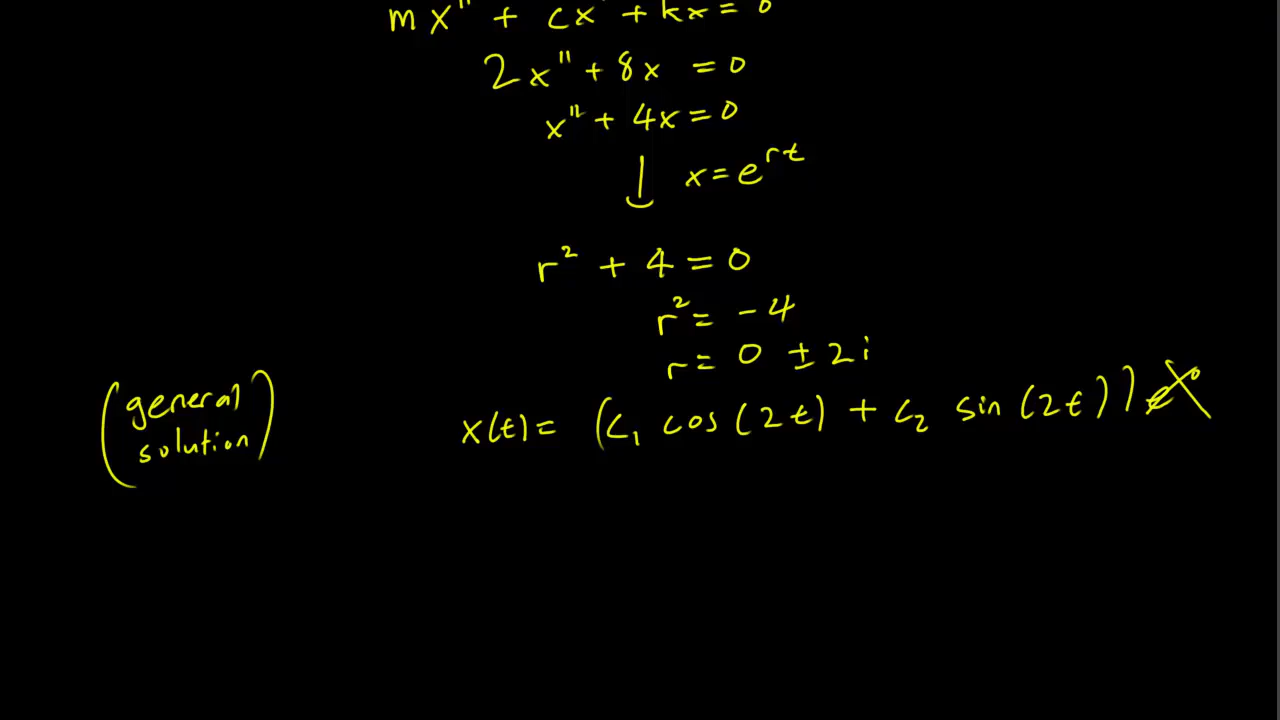 mx" + cx' + kx = 0
2x" + 8x = 0
x" + 4x = 0
x = e^{rt}
r² + 4 = 0
r² = -4
r = 0 ± 2i
(general solution)
x(t) = (c₁ cos(2t) + c₂ sin(2t))